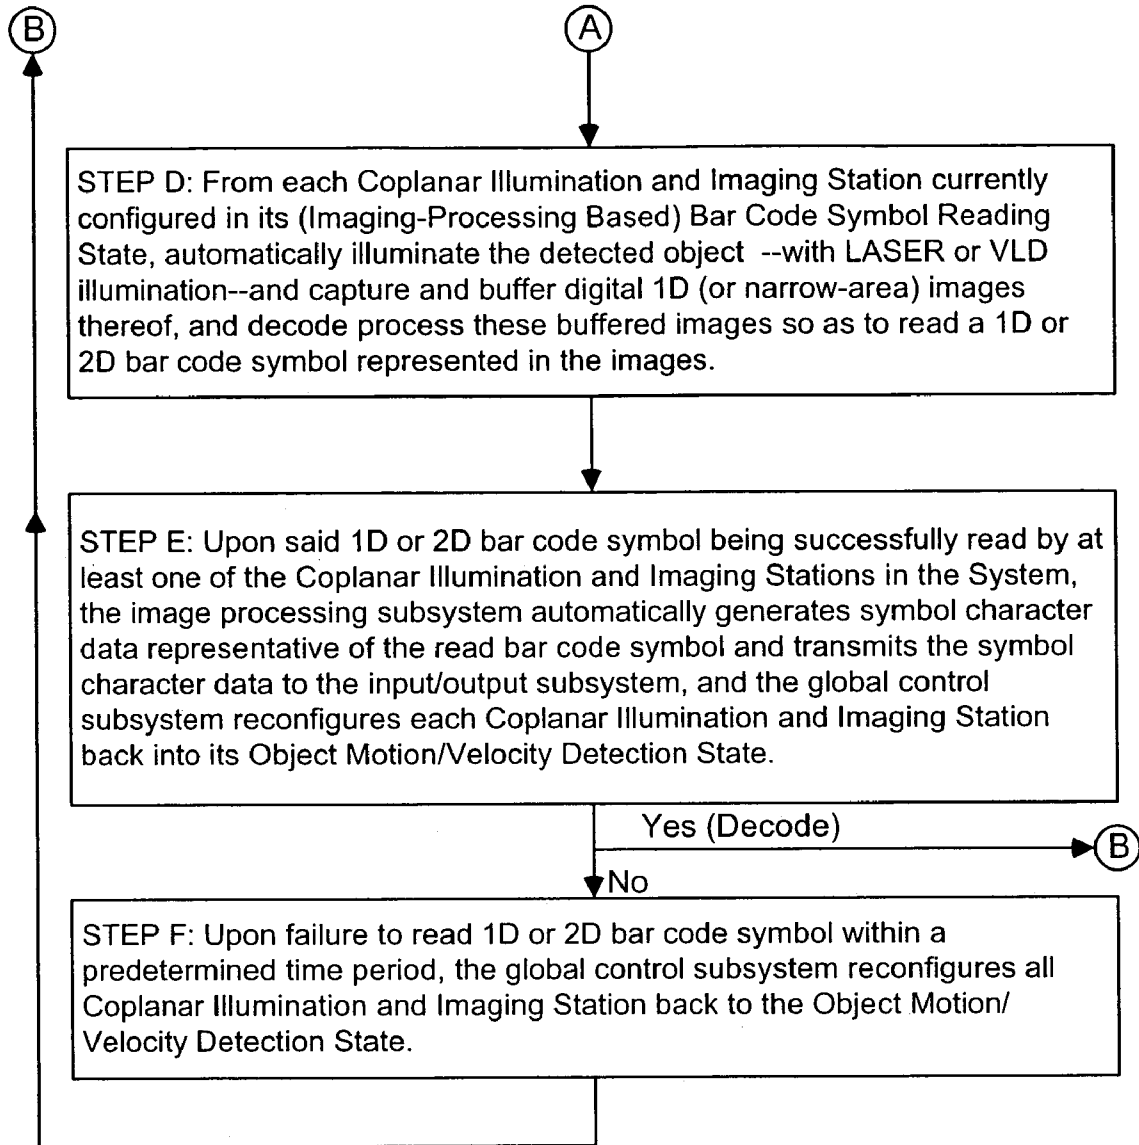 B
A
STEP D: From each Coplanar Illumination and Imaging Station currently
configured in its (Imaging-Processing Based) Bar Code Symbol Reading
State, automatically illuminate the detected object --with LASER or VLD
illumination--and capture and buffer digital 1D (or narrow-area) images
thereof, and decode process these buffered images so as to read a 1D or
2D bar code symbol represented in the images.
STEP E: Upon said 1D or 2D bar code symbol being successfully read by at
least one of the Coplanar Illumination and Imaging Stations in the System,
the image processing subsystem automatically generates symbol character
data representative of the read bar code symbol and transmits the symbol
character data to the input/output subsystem, and the global control
subsystem reconfigures each Coplanar Illumination and Imaging Station
back into its Object Motion/Velocity Detection State.
Yes (Decode)
B
No
STEP F: Upon failure to read 1D or 2D bar code symbol within a
predetermined time period, the global control subsystem reconfigures all
Coplanar Illumination and Imaging Station back to the Object Motion/
Velocity Detection State.